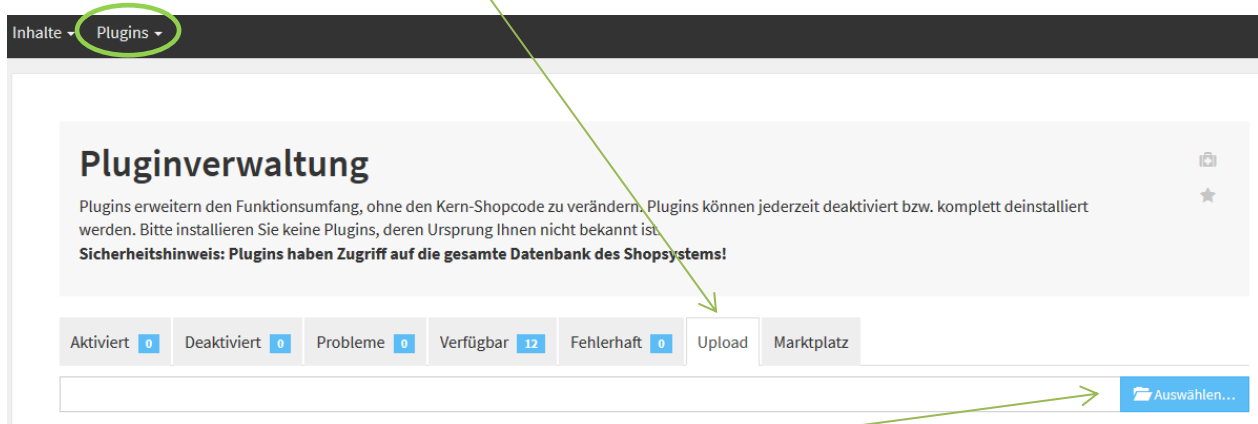 Inhalte Plugins
Pluginverwaltung
Plugins erweitern den Funktionsumfang, ohne den Kern-Shopcode zu verändern. Plugins können jederzeit deaktiviert bzw. komplett deinstalliert
werden. Bitte installieren Sie keine Plugins, deren Ursprung Ihnen nicht bekannt ist.
Sicherheitshinweis: Plugins haben Zugriff auf die gesamte Datenbank des Shopsystems!
Aktiviert 0 Deaktiviert 0 Probleme 0 Verfügbar 12 Fehlerhaft 0 Upload Marktplatz
Auswählen...